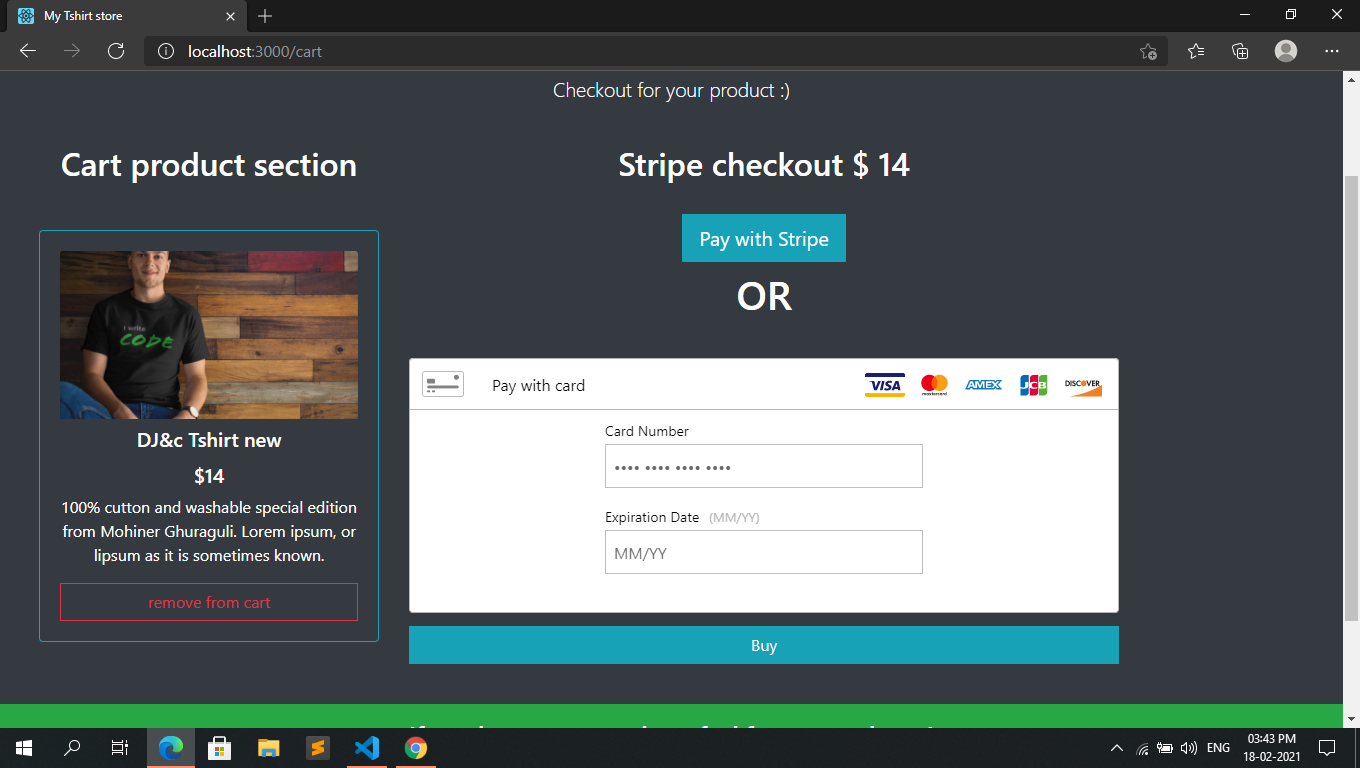 My Tshirt store
localhost:3000/cart
Checkout for your product :)
Cart product section
I write
CODE
DJ&c Tshirt new
$14
100% cutton and washable special edition
from Mohiner Ghuraguli. Lorem ipsum, or
lipsum as it is sometimes known.
remove from cart
Stripe checkout $ 14
Pay with Stripe
OR
Pay with card
VISA
mastercard
AMEX
JCB
DISCOVER
Card Number
•••• •••• •••• ••••
Expiration Date (MM/YY)
MM/YY
Buy
ENG
03:43 PM
18-02-2021